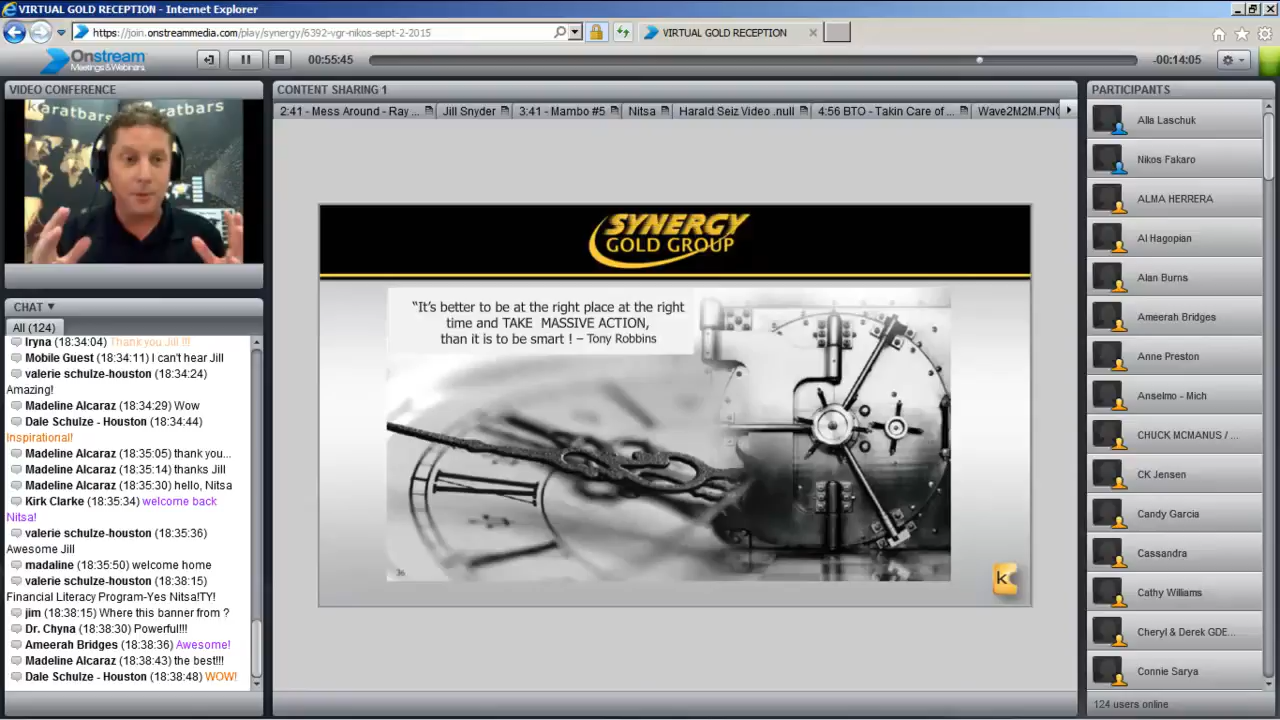 VIRTUAL GOLD RECEPTION - Internet Explorer
https://join.onstreammedia.com/play/synergy/6392-vgr-nikos-sept-2-2015
VIRTUAL GOLD RECEPTION
Onstream
Meetings & Webinars
00:55:45
-00:14:05
VIDEO CONFERENCE
karatbars
karatbars
CHAT
All (124)
Iryna (18:34:04) Thank you Jill !!!
Mobile Guest (18:34:11) I can't hear Jill
valerie schulze-houston (18:34:24)
Amazing!
Madeline Alcaraz (18:34:29) Wow
Dale Schulze - Houston (18:34:44)
Inspirational!
Madeline Alcaraz (18:35:05) thank you...
Madeline Alcaraz (18:35:14) thanks Jill
Madeline Alcaraz (18:35:30) hello, Nitsa
Kirk Clarke (18:35:34) welcome back
Nitsa!
valerie schulze-houston (18:35:36)
Awesome Jill
madaline (18:35:50) welcome home
valerie schulze-houston (18:38:15)
Financial Literacy Program-Yes Nitsa!TY!
jim (18:38:15) Where this banner from ?
Dr. Chyna (18:38:30) Powerful!!!
Ameerah Bridges (18:38:36) Awesome!
Madeline Alcaraz (18:38:43) the best!!!
Dale Schulze - Houston (18:38:48) WOW!
CONTENT SHARING 1
2:41 - Mess Around - Ray ...
Jill Snyder
3:41 - Mambo #5
Nitsa
Harald Seiz Video .null
4:56 BTO - Takin Care of ...
Wave2M2M.PNG
SYNERGY
GOLD GROUP
"It's better to be at the right place at the right
time and TAKE MASSIVE ACTION,
than it is to be smart ! – Tony Robbins
36
K
PARTICIPANTS
Alla Laschuk
Nikos Fakaro
ALMA HERRERA
Al Hagopian
Alan Burns
Ameerah Bridges
Anne Preston
Anselmo - Mich
CHUCK MCMANUS / ...
CK Jensen
Candy Garcia
Cassandra
Cathy Williams
Cheryl & Derek GDE...
Connie Sarya
124 users online